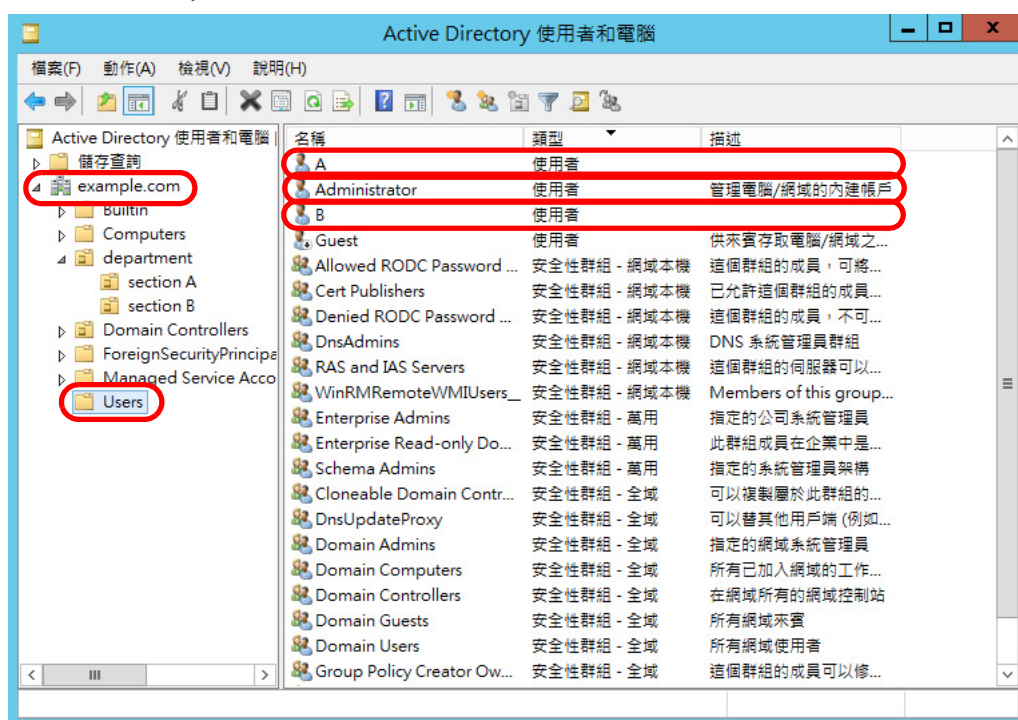 Active Directory 使用者和電腦
檔案(F) 動作(A) 檢視(V) 說明(H)
Active Directory 使用者和電腦
儲存查詢
example.com
Builtin
Computers
department
section A
section B
Domain Controllers
ForeignSecurityPrincipa
Managed Service Acco
Users
名稱 類型 描述
A 使用者
Administrator 使用者 管理電腦/網域的內建帳戶
B 使用者
Guest 使用者 供來賓存取電腦/網域之...
Allowed RODC Password ... 安全性群組 - 網域本機 這個群組的成員，可將...
Cert Publishers 安全性群組 - 網域本機 已允許這個群組的成員...
Denied RODC Password ... 安全性群組 - 網域本機 這個群組的成員，不可...
DnsAdmins 安全性群組 - 網域本機 DNS 系統管理員群組
RAS and IAS Servers 安全性群組 - 網域本機 這個群組的伺服器可以...
WinRMRemoteWMIUsers__ 安全性群組 - 網域本機 Members of this group...
Enterprise Admins 安全性群組 - 萬用 指定的公司系統管理員
Enterprise Read-only Do... 安全性群組 - 萬用 此群組成員在企業中是...
Schema Admins 安全性群組 - 萬用 指定的系統管理員架構
Cloneable Domain Contr... 安全性群組 - 全域 可以複製屬於此群組的...
DnsUpdateProxy 安全性群組 - 全域 可以替其他用戶端 (例如...
Domain Admins 安全性群組 - 全域 指定的網域系統管理員
Domain Computers 安全性群組 - 全域 所有已加入網域的工作...
Domain Controllers 安全性群組 - 全域 在網域所有的網域控制站
Domain Guests 安全性群組 - 全域 所有網域來賓
Domain Users 安全性群組 - 全域 所有網域使用者
Group Policy Creator Ow... 安全性群組 - 全域 這個群組的成員可以修...